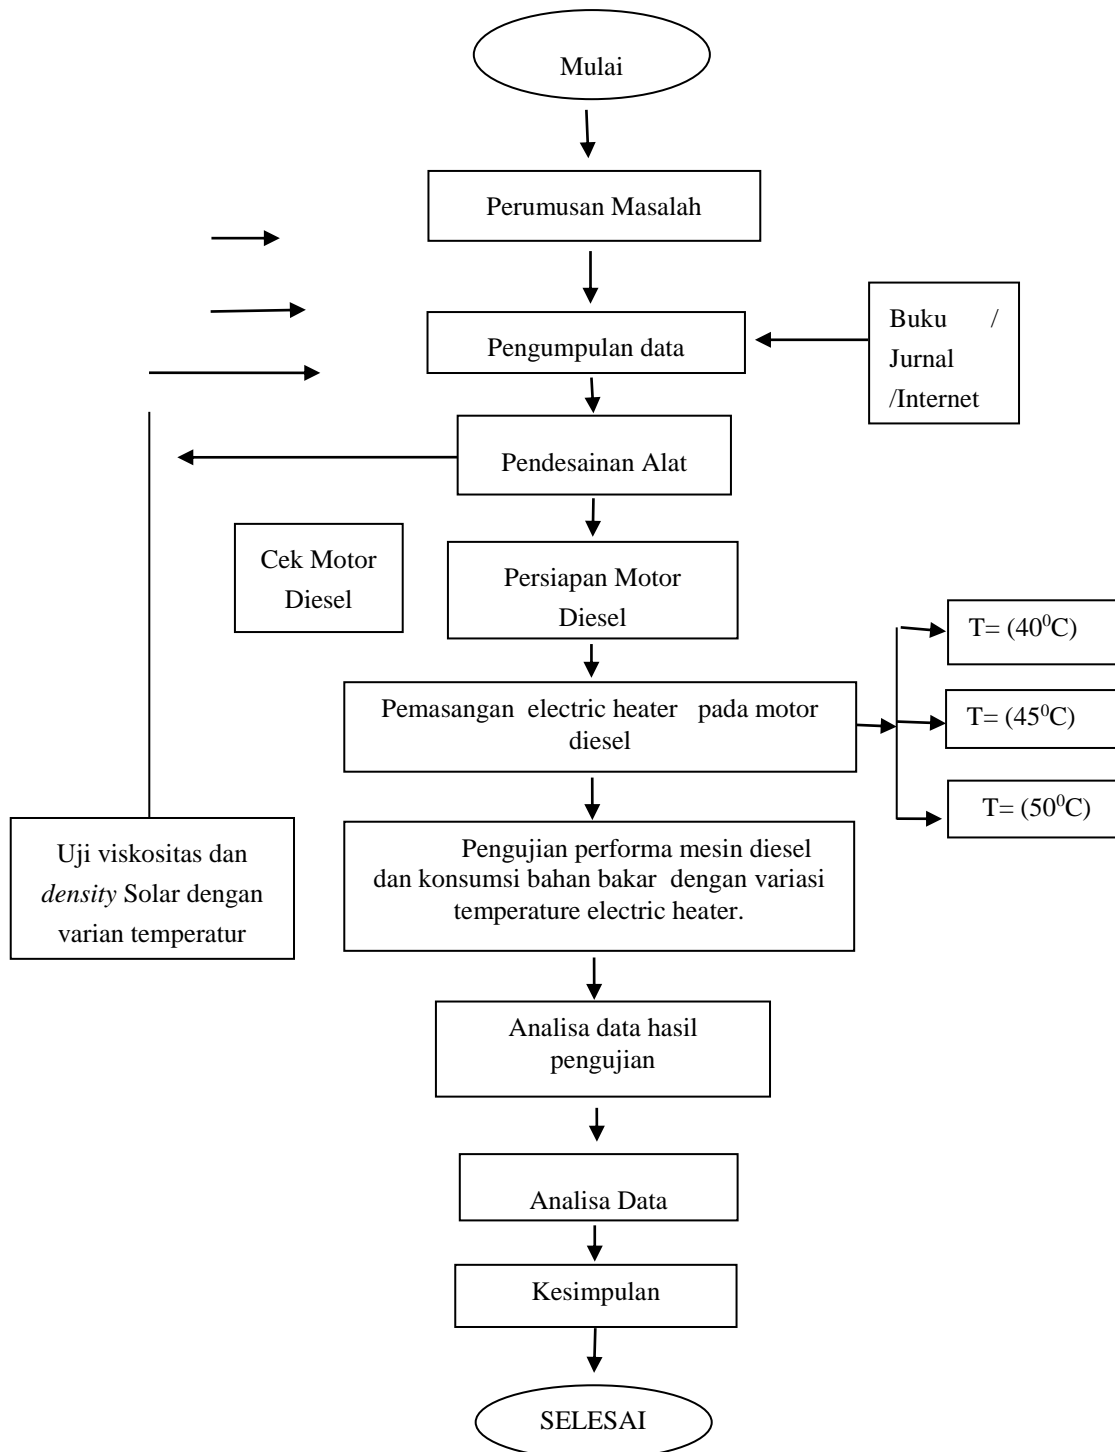 Mulai
Perumusan Masalah
Buku /
Jurnal
/Internet
Pengumpulan data
Pendesainan Alat
Cek Motor
Diesel
Persiapan Motor
Diesel
T= (40⁰C)
Pemasangan electric heater pada motor
diesel
T= (45⁰C)
T= (50⁰C)
Uji viskositas dan
density Solar dengan
varian temperatur
Pengujian performa mesin diesel
dan konsumsi bahan bakar dengan variasi
temperature electric heater.
Analisa data hasil
pengujian
Analisa Data
Kesimpulan
SELESAI